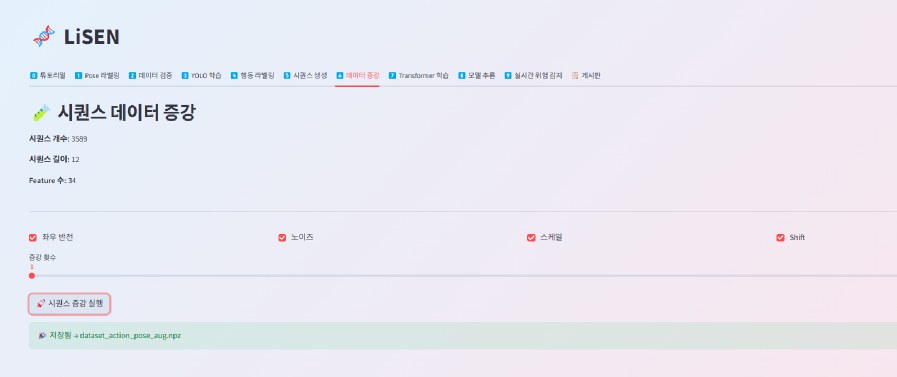 🧬 LiSEN
0 튜토리얼 1 Pose 라벨링 2 데이터 검증 3 YOLO 학습 4 행동 라벨링 5 시퀀스 생성 6 데이터 증강 7 Transformer 학습 8 모델 추론 9 실시간 위험 감지 게시판
시퀀스 데이터 증강
시퀀스 개수: 3589
시퀀스 길이: 12
Feature 수: 34
좌우 반전 노이즈 스케일 Shift
증강 횟수
1
🚀 시퀀스 증강 실행
🎉 저장됨 → dataset_action_pose_aug.npz